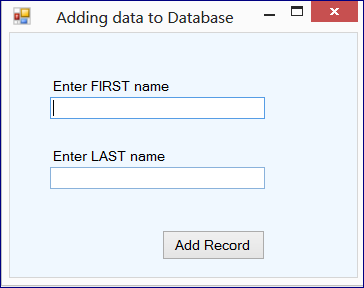 Adding data to Database
Enter FIRST name
Enter LAST name
Add Record